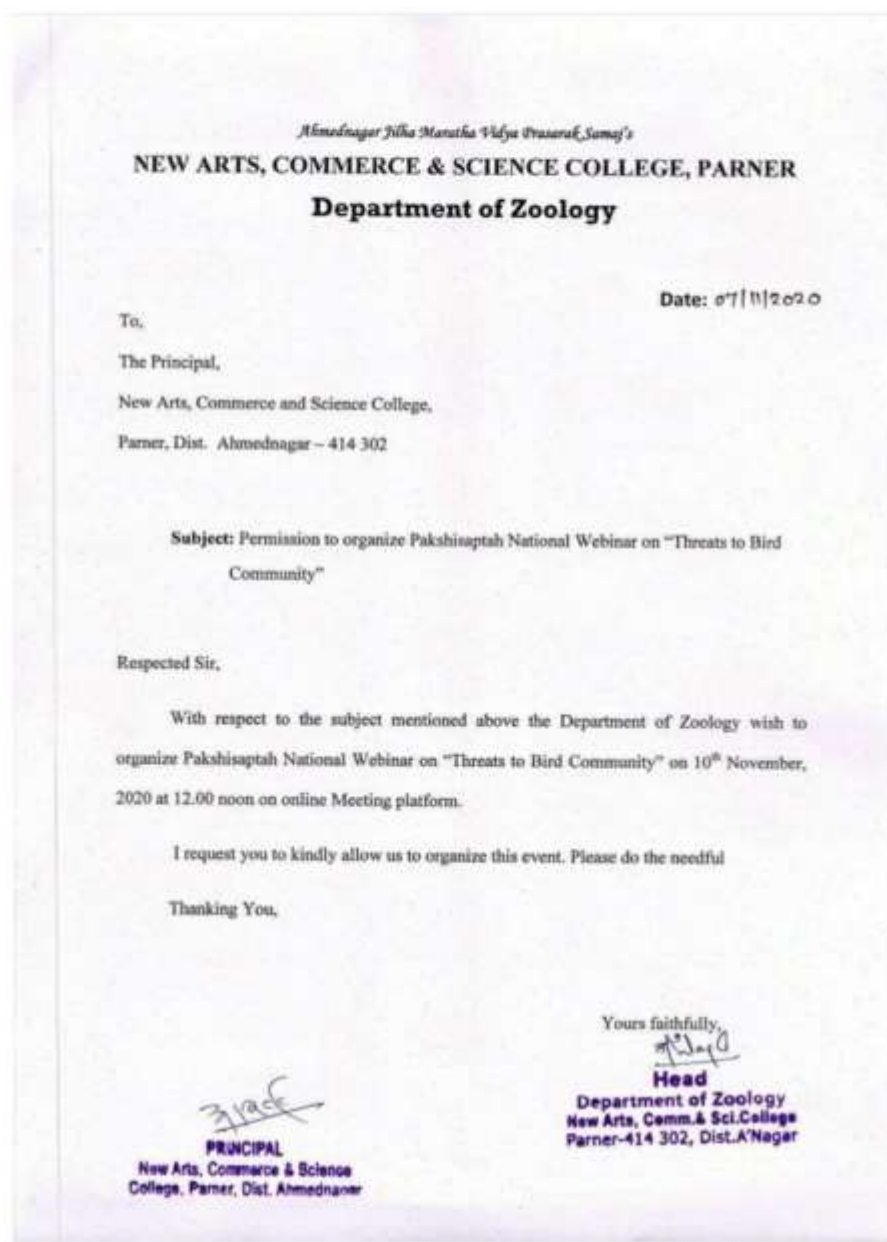 Ahmednagar Jilha Maratha Vidya Prasarak Samaj's
NEW ARTS, COMMERCE & SCIENCE COLLEGE, PARNER
Department of Zoology
Date: 07/11/2020
To,
The Principal,
New Arts, Commerce and Science College,
Parner, Dist. Ahmednagar – 414 302
Subject: Permission to organize Pakshisaptah National Webinar on “Threats to Bird
Community”
Respected Sir,
With respect to the subject mentioned above the Department of Zoology wish to
organize Pakshisaptah National Webinar on “Threats to Bird Community” on 10th November,
2020 at 12.00 noon on online Meeting platform.
I request you to kindly allow us to organize this event. Please do the needful
Thanking You,
Yours faithfully,
Head
Department of Zoology
New Arts, Comm.& Sci.College
Parner-414 302, Dist.A'Nagar
PRINCIPAL
New Arts, Commerce & Science
College, Parner, Dist. Ahmednagar